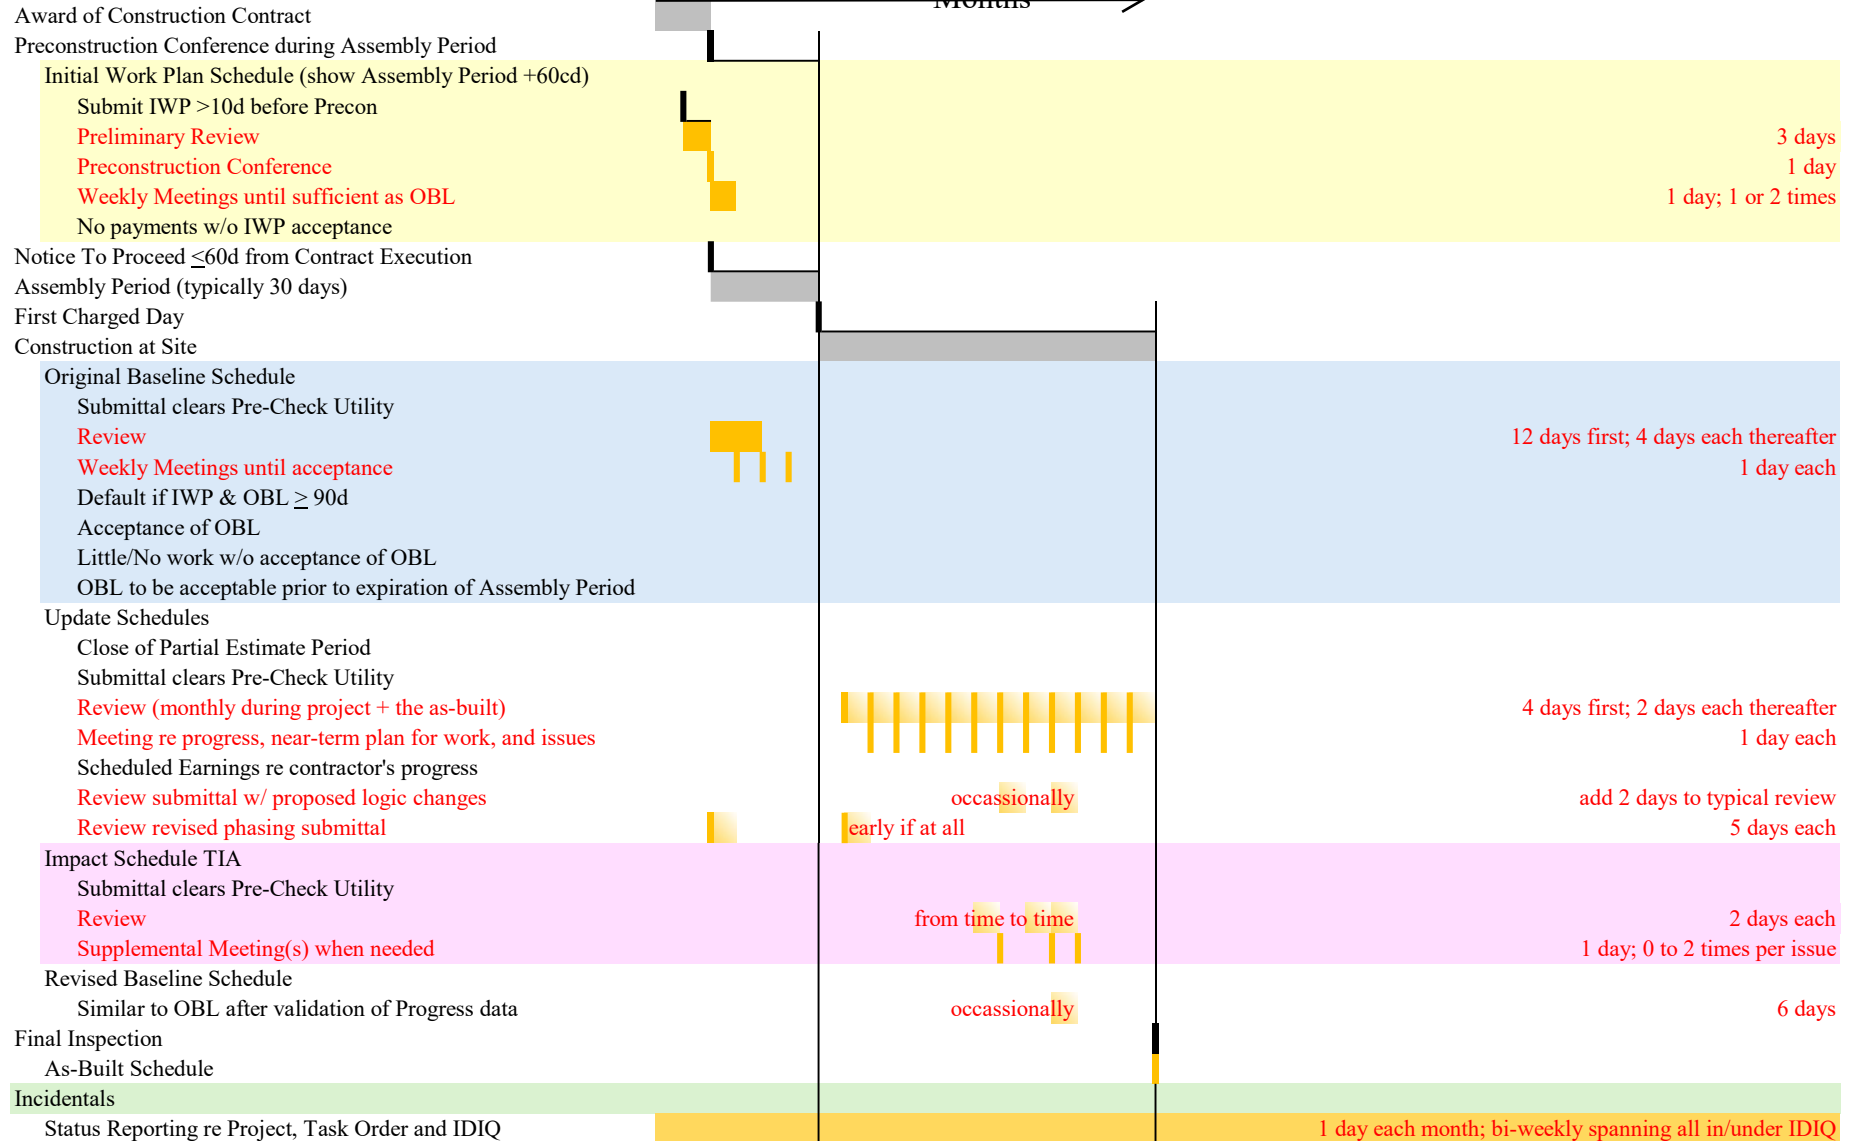 Months
Award of Construction Contract
Preconstruction Conference during Assembly Period
Initial Work Plan Schedule (show Assembly Period +60cd)
Submit IWP >10d before Precon
Preliminary Review 3 days
Preconstruction Conference 1 day
Weekly Meetings until sufficient as OBL 1 day; 1 or 2 times
No payments w/o IWP acceptance
Notice To Proceed <60d from Contract Execution
Assembly Period (typically 30 days)
First Charged Day
Construction at Site
Original Baseline Schedule
Submittal clears Pre-Check Utility
Review 12 days first; 4 days each thereafter
Weekly Meetings until acceptance 1 day each
Default if IWP & OBL > 90d
Acceptance of OBL
Little/No work w/o acceptance of OBL
OBL to be acceptable prior to expiration of Assembly Period
Update Schedules
Close of Partial Estimate Period
Submittal clears Pre-Check Utility
Review (monthly during project + the as-built) 4 days first; 2 days each thereafter
Meeting re progress, near-term plan for work, and issues 1 day each
Scheduled Earnings re contractor's progress
Review submittal w/ proposed logic changes occassionally add 2 days to typical review
Review revised phasing submittal early if at all 5 days each
Impact Schedule TIA
Submittal clears Pre-Check Utility
Review from time to time 2 days each
Supplemental Meeting(s) when needed 1 day; 0 to 2 times per issue
Revised Baseline Schedule
Similar to OBL after validation of Progress data occassionally 6 days
Final Inspection
As-Built Schedule
Incidentals
Status Reporting re Project, Task Order and IDIQ 1 day each month; bi-weekly spanning all in/under IDIQ